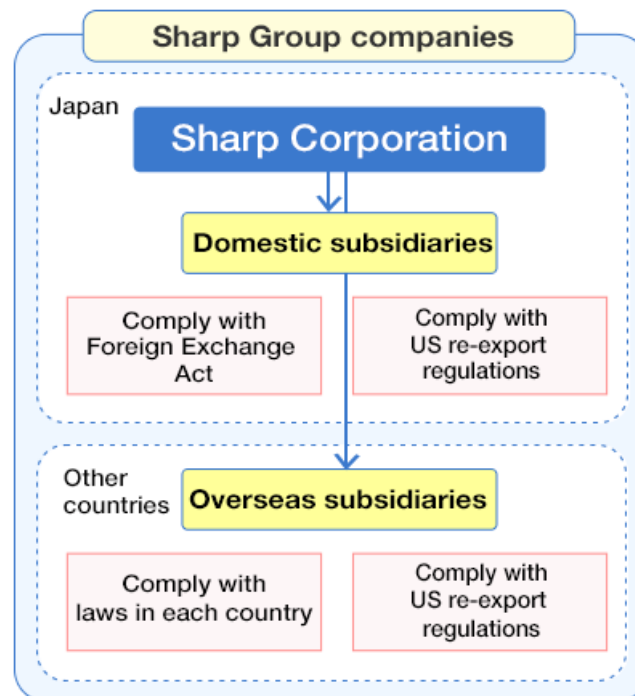 Sharp Group companies
Japan
Sharp Corporation
Domestic subsidiaries
Comply with
Foreign Exchange
Act
Comply with
US re-export
regulations
Other
countries
Overseas subsidiaries
Comply with
laws in each country
Comply with
US re-export
regulations